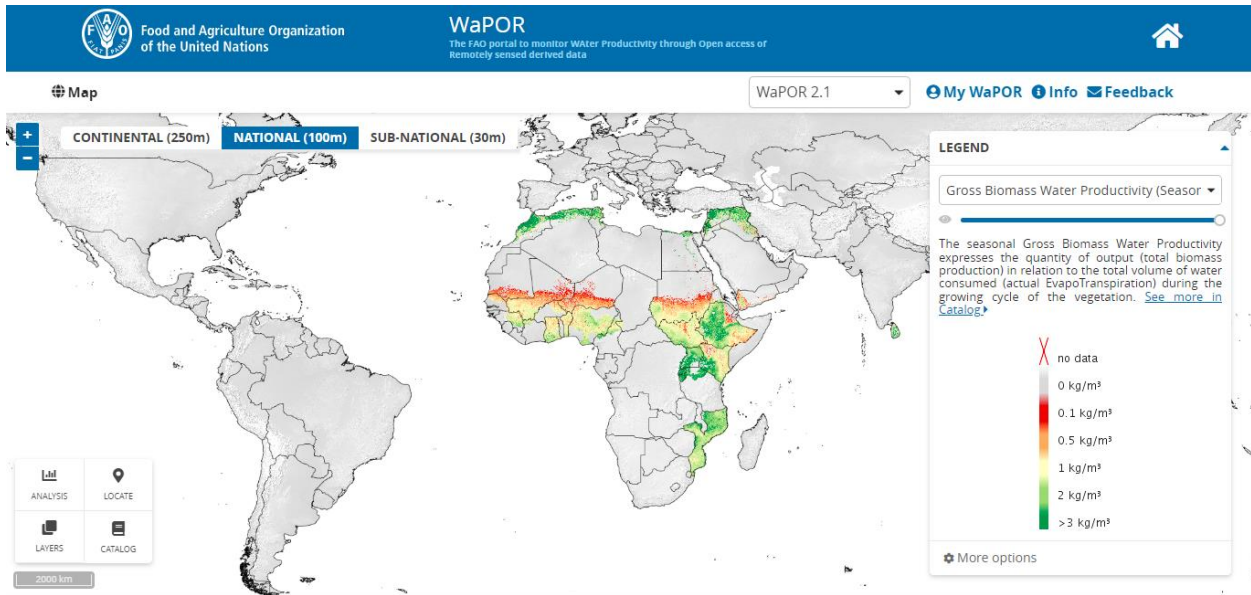 Food and Agriculture Organization
of the United Nations
WaPOR
The FAO portal to monitor WAter Productivity through Open access of
Remotely sensed derived data
Map
WaPOR 2.1
My WaPOR
Info
Feedback
+
−
CONTINENTAL (250m)
NATIONAL (100m)
SUB-NATIONAL (30m)
LEGEND
Gross Biomass Water Productivity (Seasor
The seasonal Gross Biomass Water Productivity
expresses the quantity of output (total biomass
production) in relation to the total volume of water
consumed (actual EvapoTranspiration) during the
growing cycle of the vegetation. See more in
Catalog
no data
0 kg/m³
0.1 kg/m³
0.5 kg/m³
1 kg/m³
2 kg/m³
>3 kg/m³
More options
ANALYSIS
LOCATE
LAYERS
CATALOG
2000 km